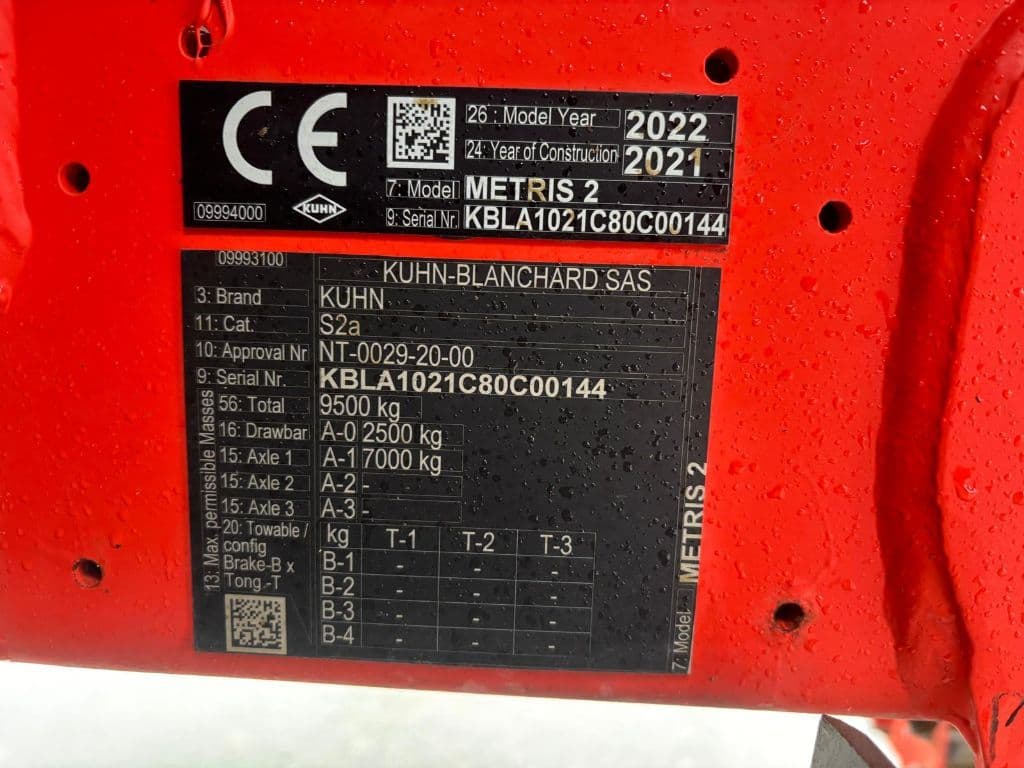 CE
26 : Model Year 2022
24: Year of Construction 2021
7: Model METRIS 2
09994000 KUHN 9: Serial Nr. KBLA1021C80C00144
09993100
KUHN-BLANCHARD SAS
3: Brand KUHN
11: Cat. S2a
10: Approval Nr NT-0029-20-00
9: Serial Nr. KBLA1021C80C00144
13: Max. permissible Masses
56: Total 9500 kg
16: Drawbar A-0 2500 kg
15: Axle 1 A-1 7000 kg
15: Axle 2 A-2 -
15: Axle 3 A-3 -
20: Towable / config Brake-B x Tong.-T
kg T-1 T-2 T-3
B-1 - - -
B-2 - - -
B-3 - - -
B-4 - - -
7: Model METRIS 2